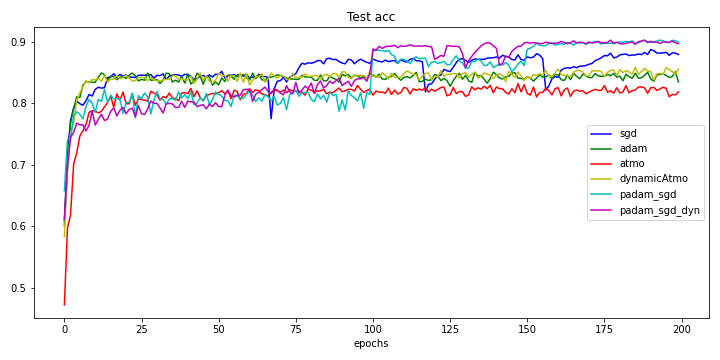 Test acc
0.9
0.8
0.7
0.6
0.5
sgd
adam
atmo
dynamicAtmo
padam_sgd
padam_sgd_dyn
0 25 50 75 100 125 150 175 200
epochs